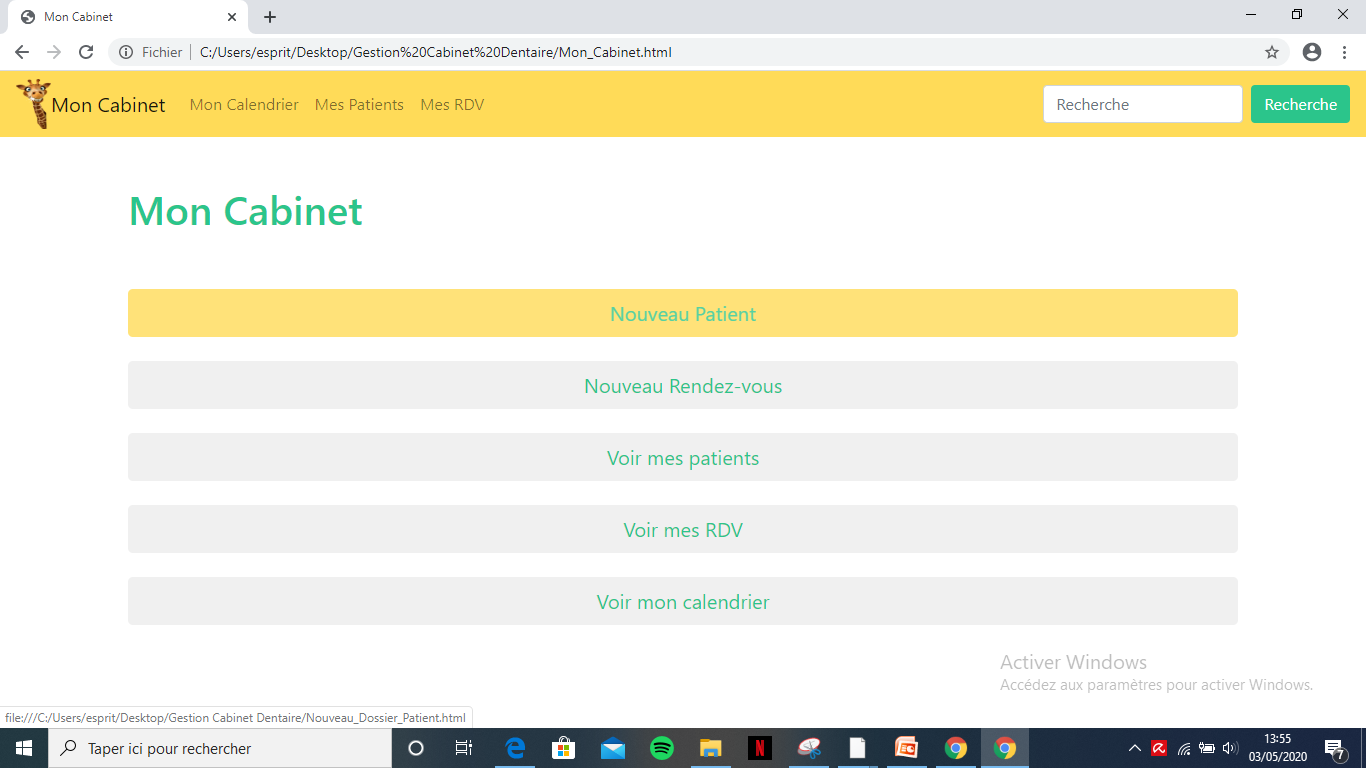 Mon Cabinet
Fichier C:/Users/esprit/Desktop/Gestion%20Cabinet%20Dentaire/Mon_Cabinet.html
Mon Cabinet Mon Calendrier Mes Patients Mes RDV Recherche Recherche
Mon Cabinet
Nouveau Patient
Nouveau Rendez-vous
Voir mes patients
Voir mes RDV
Voir mon calendrier
Activer Windows
Accédez aux paramètres pour activer Windows.
file:///C:/Users/esprit/Desktop/Gestion Cabinet Dentaire/Nouveau_Dossier_Patient.html
Taper ici pour rechercher
13:55
03/05/2020
7